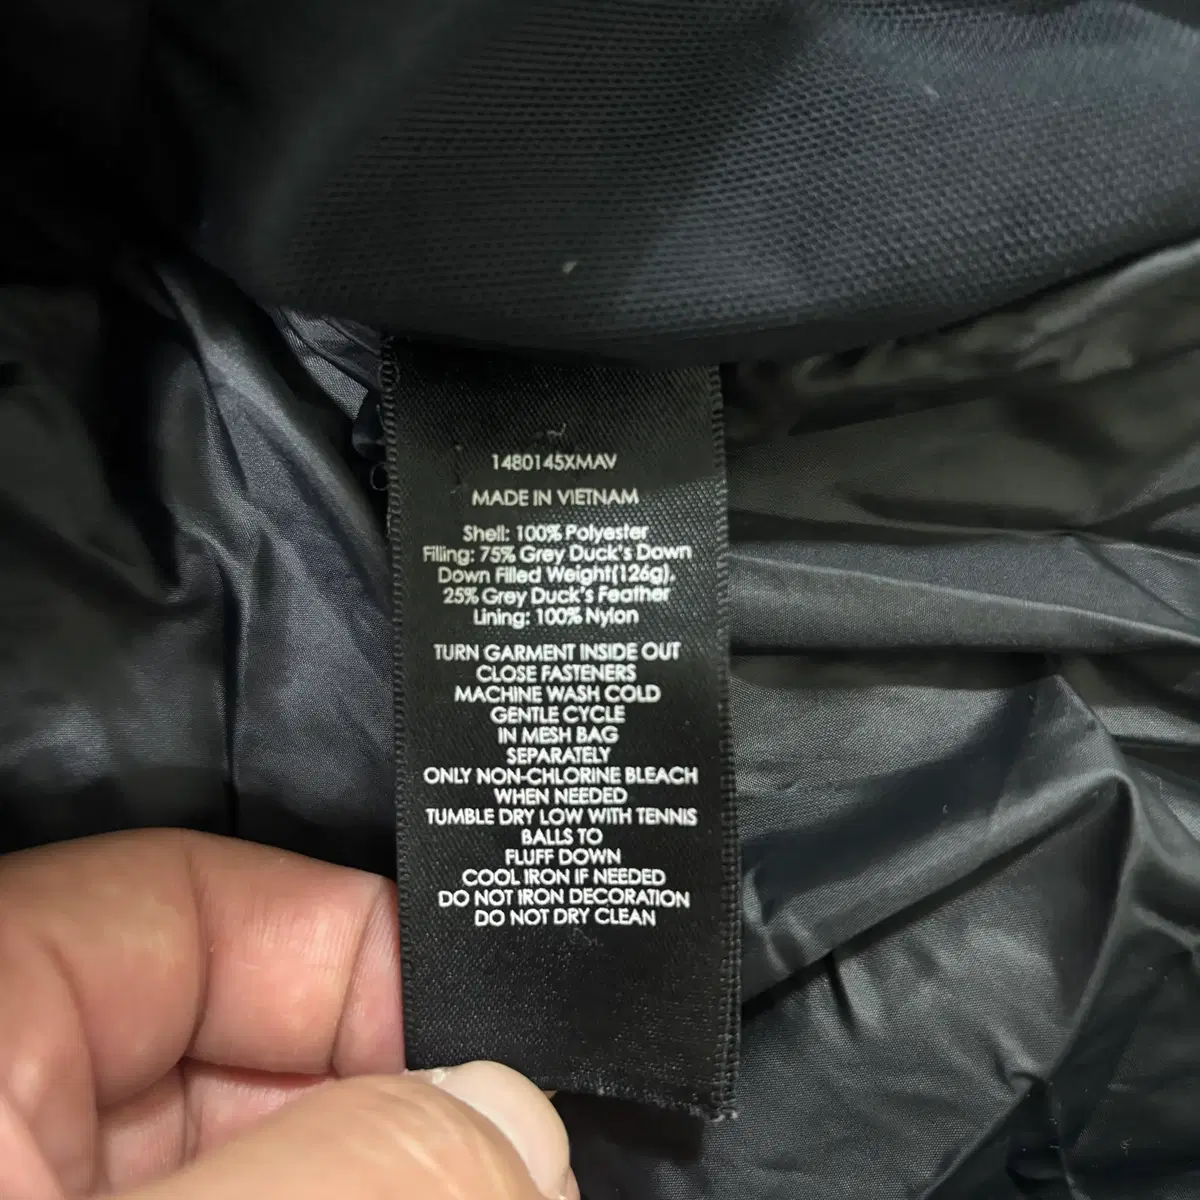 1480145XMAV
MADE IN VIETNAM
Shell: 100% Polyester
Filling: 75% Grey Duck's Down
Down Filled Weight(126g),
25% Grey Duck's Feather
Lining: 100% Nylon
TURN GARMENT INSIDE OUT
CLOSE FASTENERS
MACHINE WASH COLD
GENTLE CYCLE
IN MESH BAG
SEPARATELY
ONLY NON-CHLORINE BLEACH
WHEN NEEDED
TUMBLE DRY LOW WITH TENNIS
BALLS TO
FLUFF DOWN
COOL IRON IF NEEDED
DO NOT IRON DECORATION
DO NOT DRY CLEAN